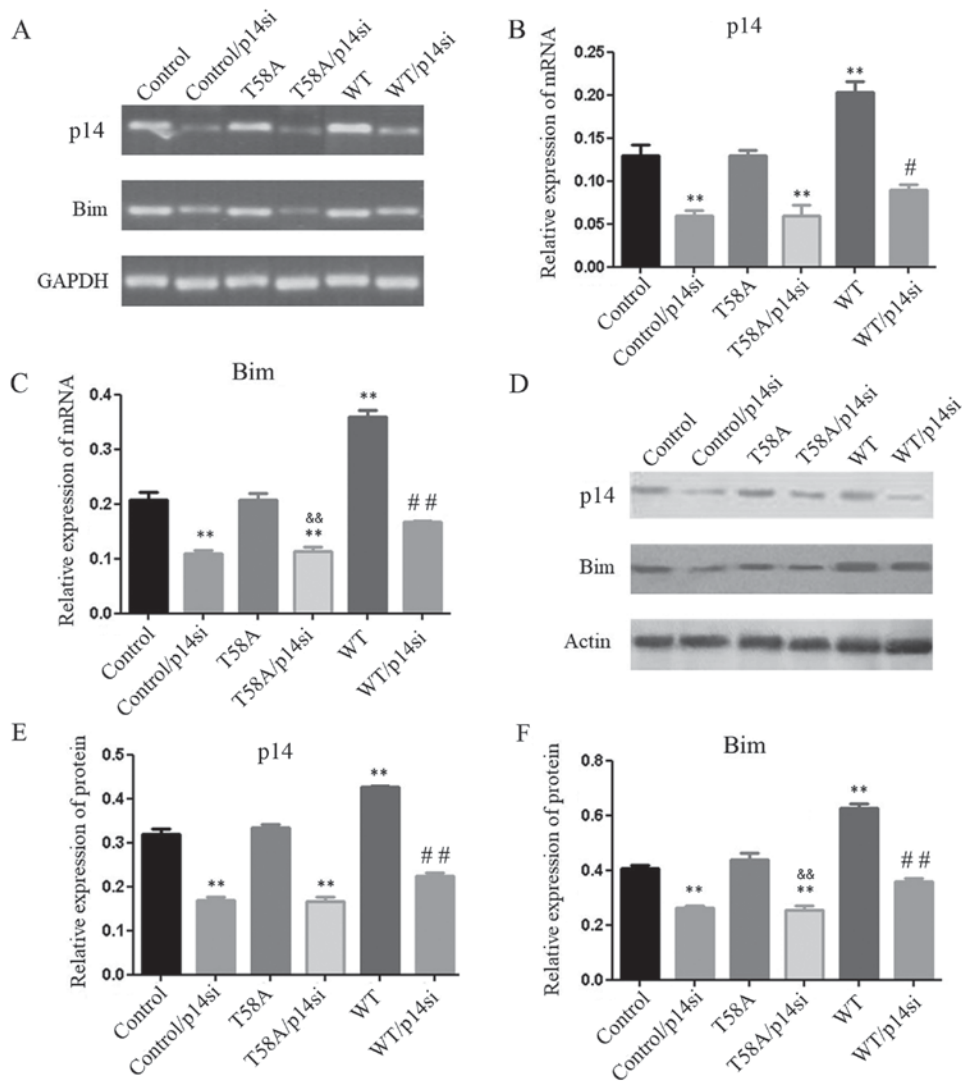 A
Control
Control/p14si
T58A
T58A/p14si
WT
WT/p14si
p14
Bim
GAPDH
B
p14
Relative expression of mRNA
0.25
0.20
0.15
0.10
0.05
0.00
**
**
**
#
Control
Control/p14si
T58A
T58A/p14si
WT
WT/p14si
C
Bim
Relative expression of mRNA
0.4
0.3
0.2
0.1
0.0
**
&&
**
**
# #
Control
Control/p14si
T58A
T58A/p14si
WT
WT/p14si
D
Control
Control/p14si
T58A
T58A/p14si
WT
WT/p14si
p14
Bim
Actin
E
p14
Relative expression of protein
0.5
0.4
0.3
0.2
0.1
0.0
**
**
**
# #
Control
Control/p14si
T58A
T58A/p14si
WT
WT/p14si
F
Bim
Relative expression of protein
0.8
0.6
0.4
0.2
0.0
**
&&
**
**
# #
Control
Control/p14si
T58A
T58A/p14si
WT
WT/p14si